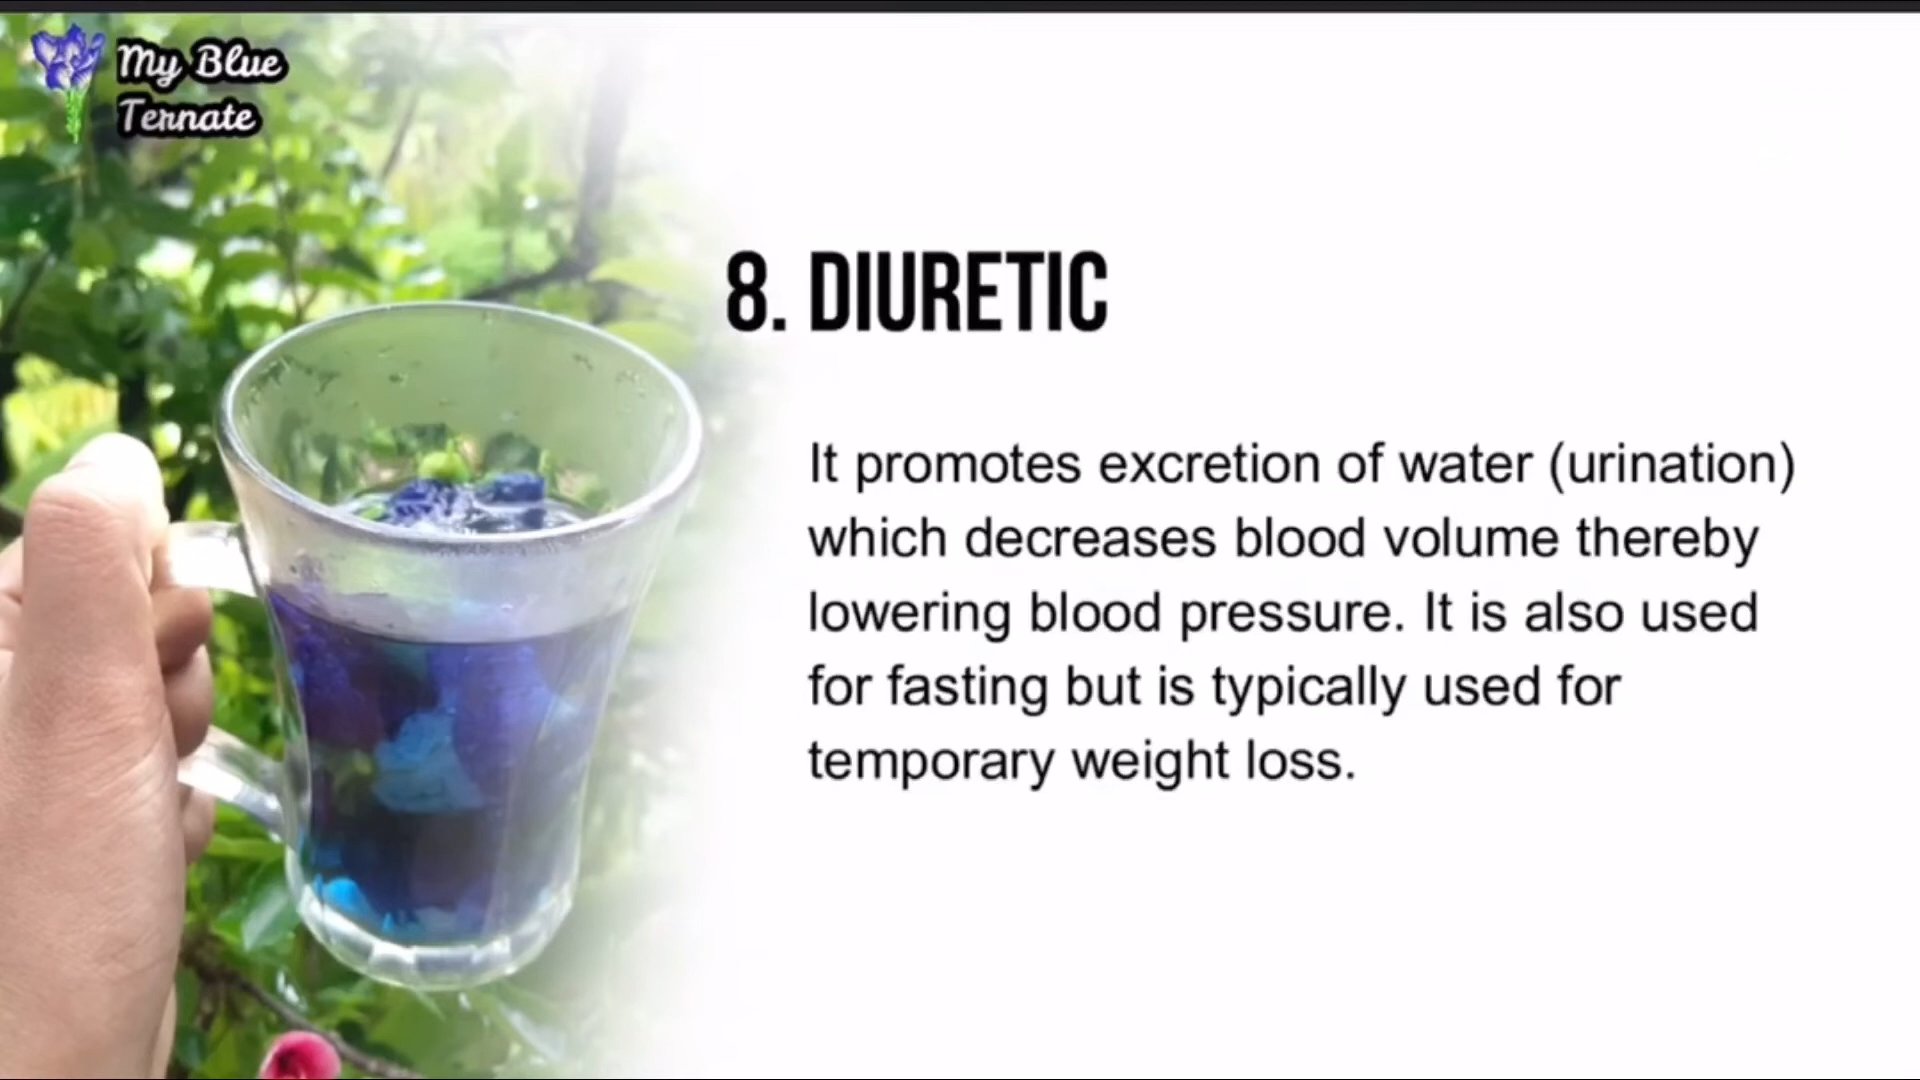 My Blue
Ternate
8. DIURETIC
It promotes excretion of water (urination)
which decreases blood volume thereby
lowering blood pressure. It is also used
for fasting but is typically used for
temporary weight loss.